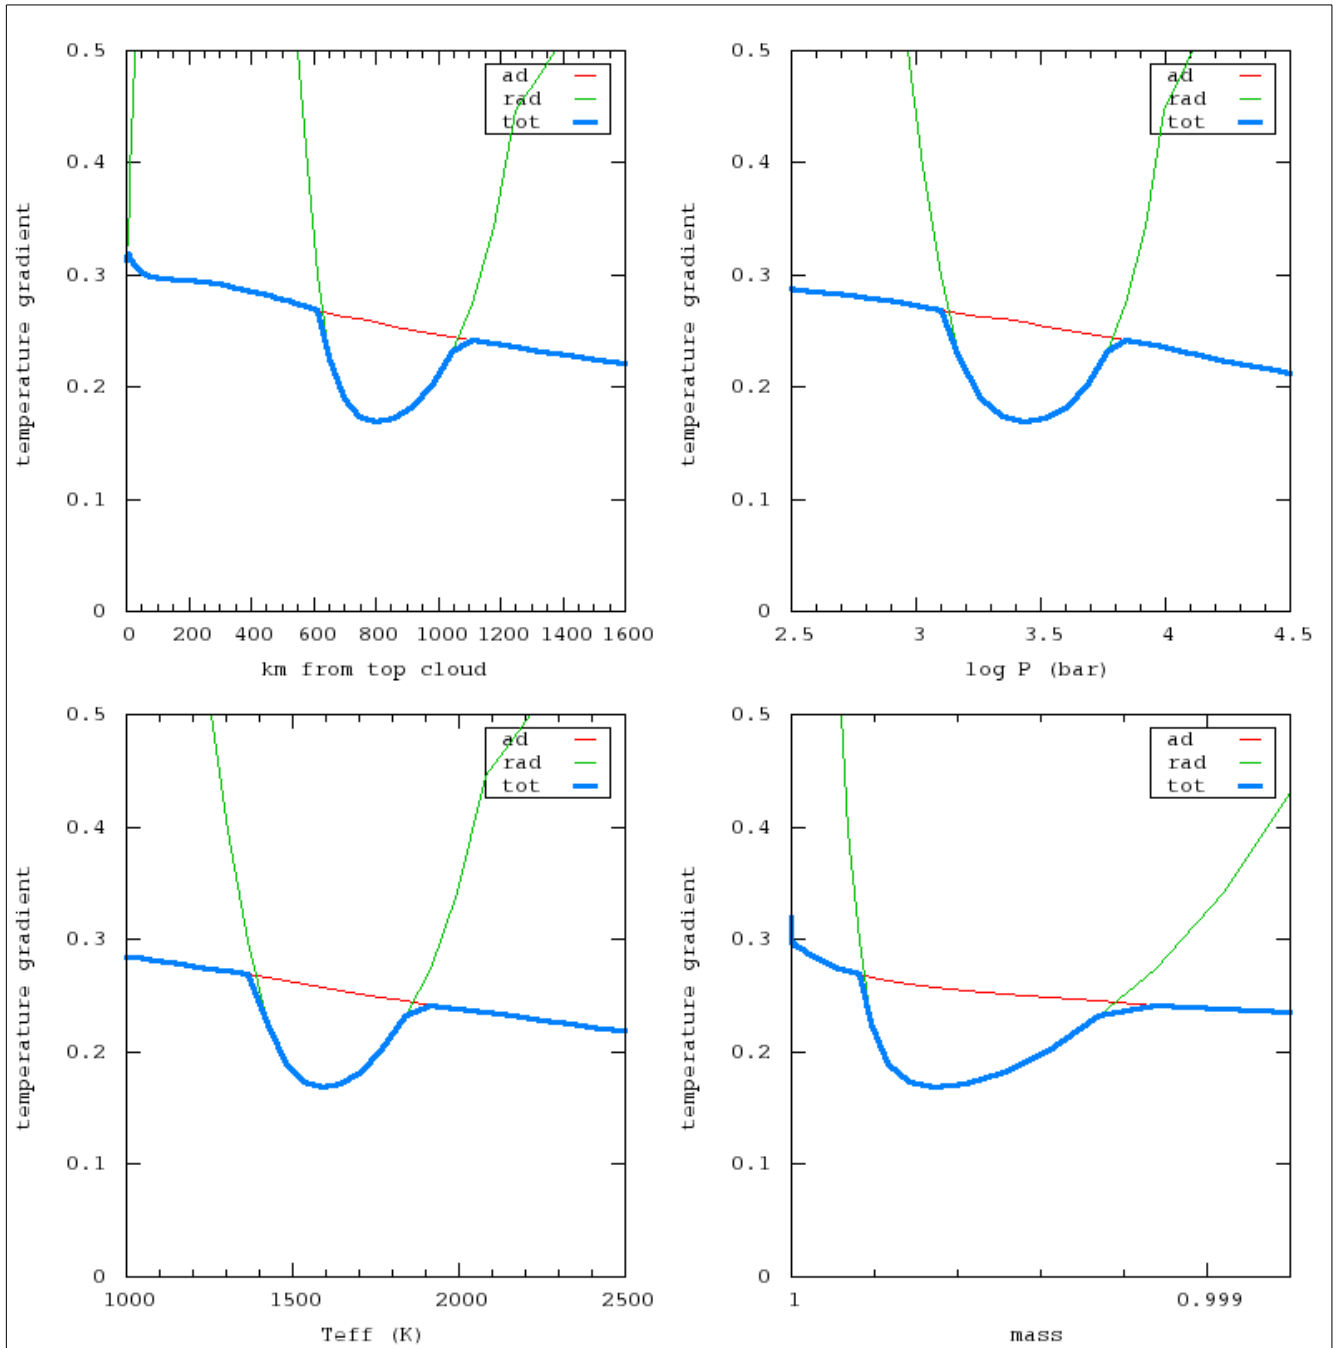 0.5
0.4
0.3
0.2
0.1
0
temperature gradient
ad
rad
tot
0 200 400 600 800 1000 1200 1400 1600
km from top cloud
0.5
0.4
0.3
0.2
0.1
0
temperature gradient
ad
rad
tot
2.5 3 3.5 4 4.5
log P (bar)
0.5
0.4
0.3
0.2
0.1
0
temperature gradient
ad
rad
tot
1000 1500 2000 2500
Teff (K)
0.5
0.4
0.3
0.2
0.1
0
temperature gradient
ad
rad
tot
1 0.999
mass